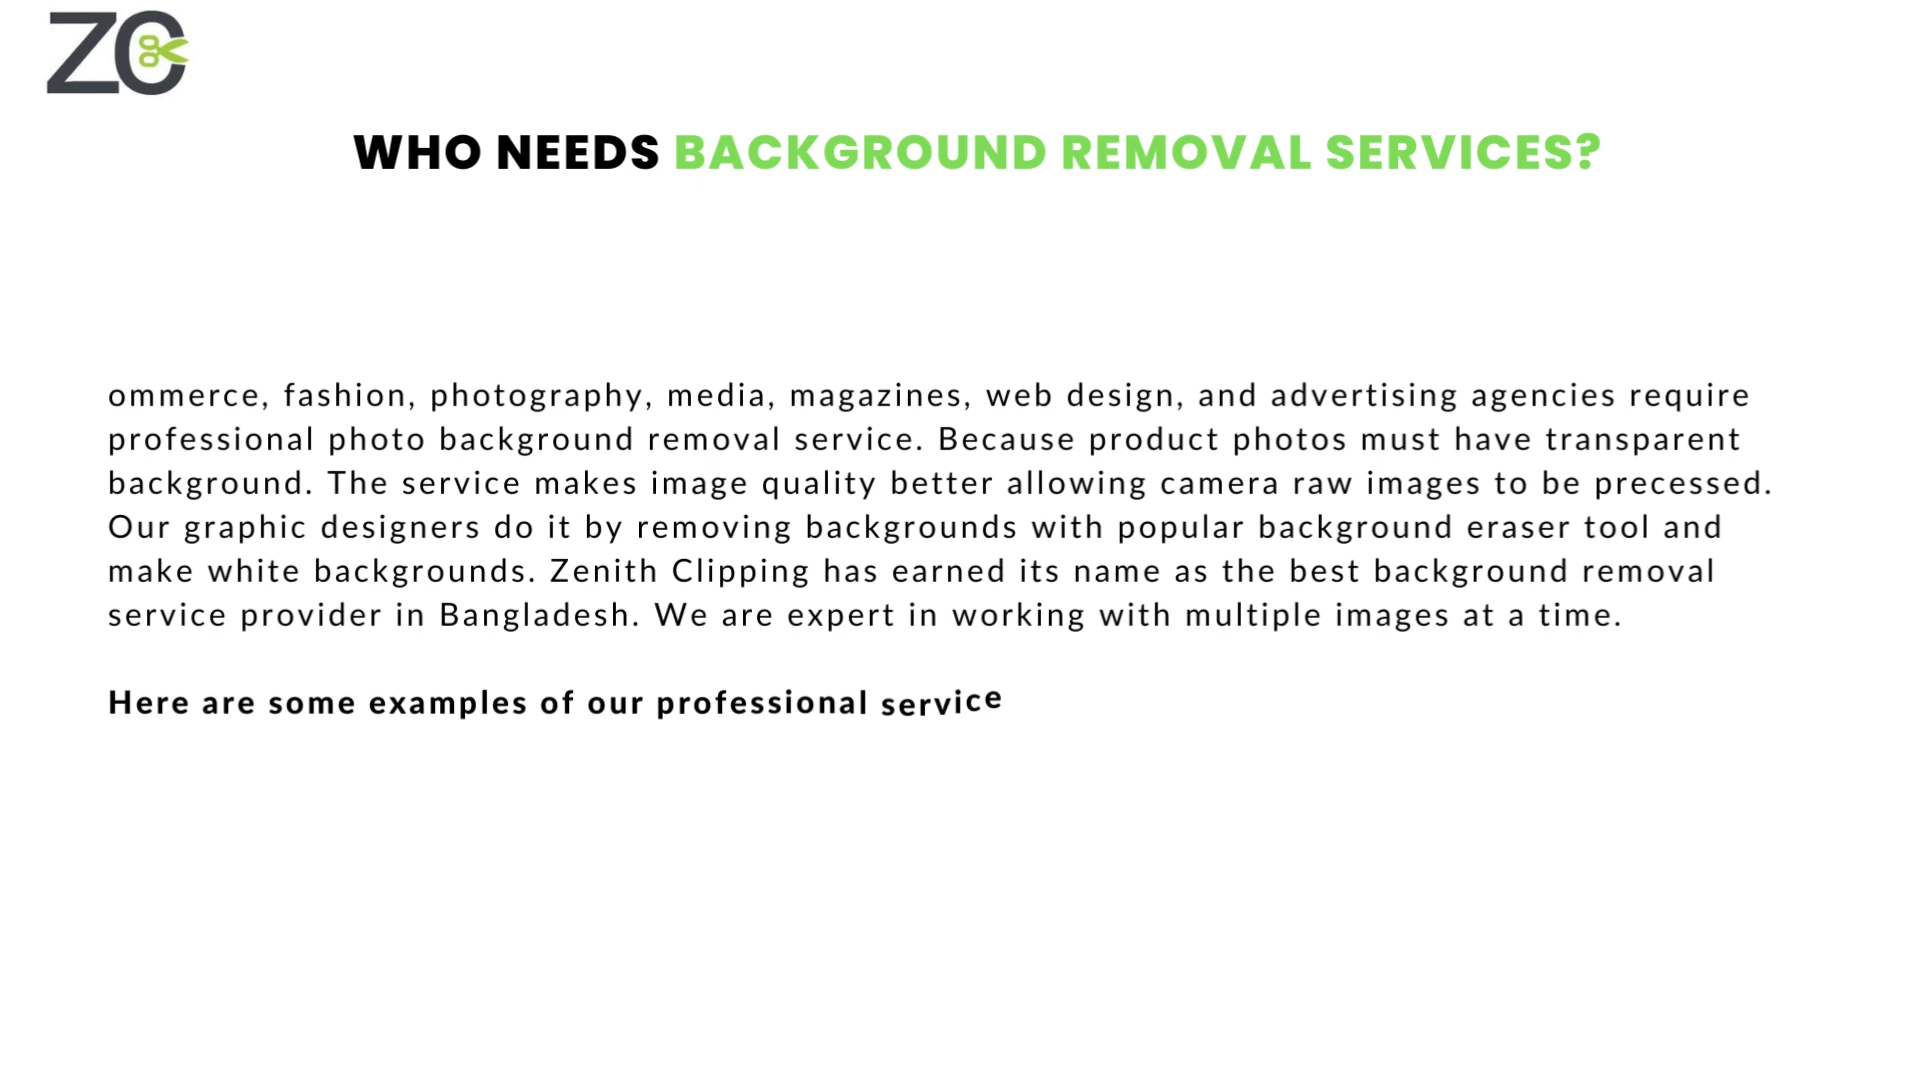 ZC
WHO NEEDS BACKGROUND REMOVAL SERVICES?
ommerce, fashion, photography, media, magazines, web design, and advertising agencies require
professional photo background removal service. Because product photos must have transparent
background. The service makes image quality better allowing camera raw images to be precessed.
Our graphic designers do it by removing backgrounds with popular background eraser tool and
make white backgrounds. Zenith Clipping has earned its name as the best background removal
service provider in Bangladesh. We are expert in working with multiple images at a time.
Here are some examples of our professional service